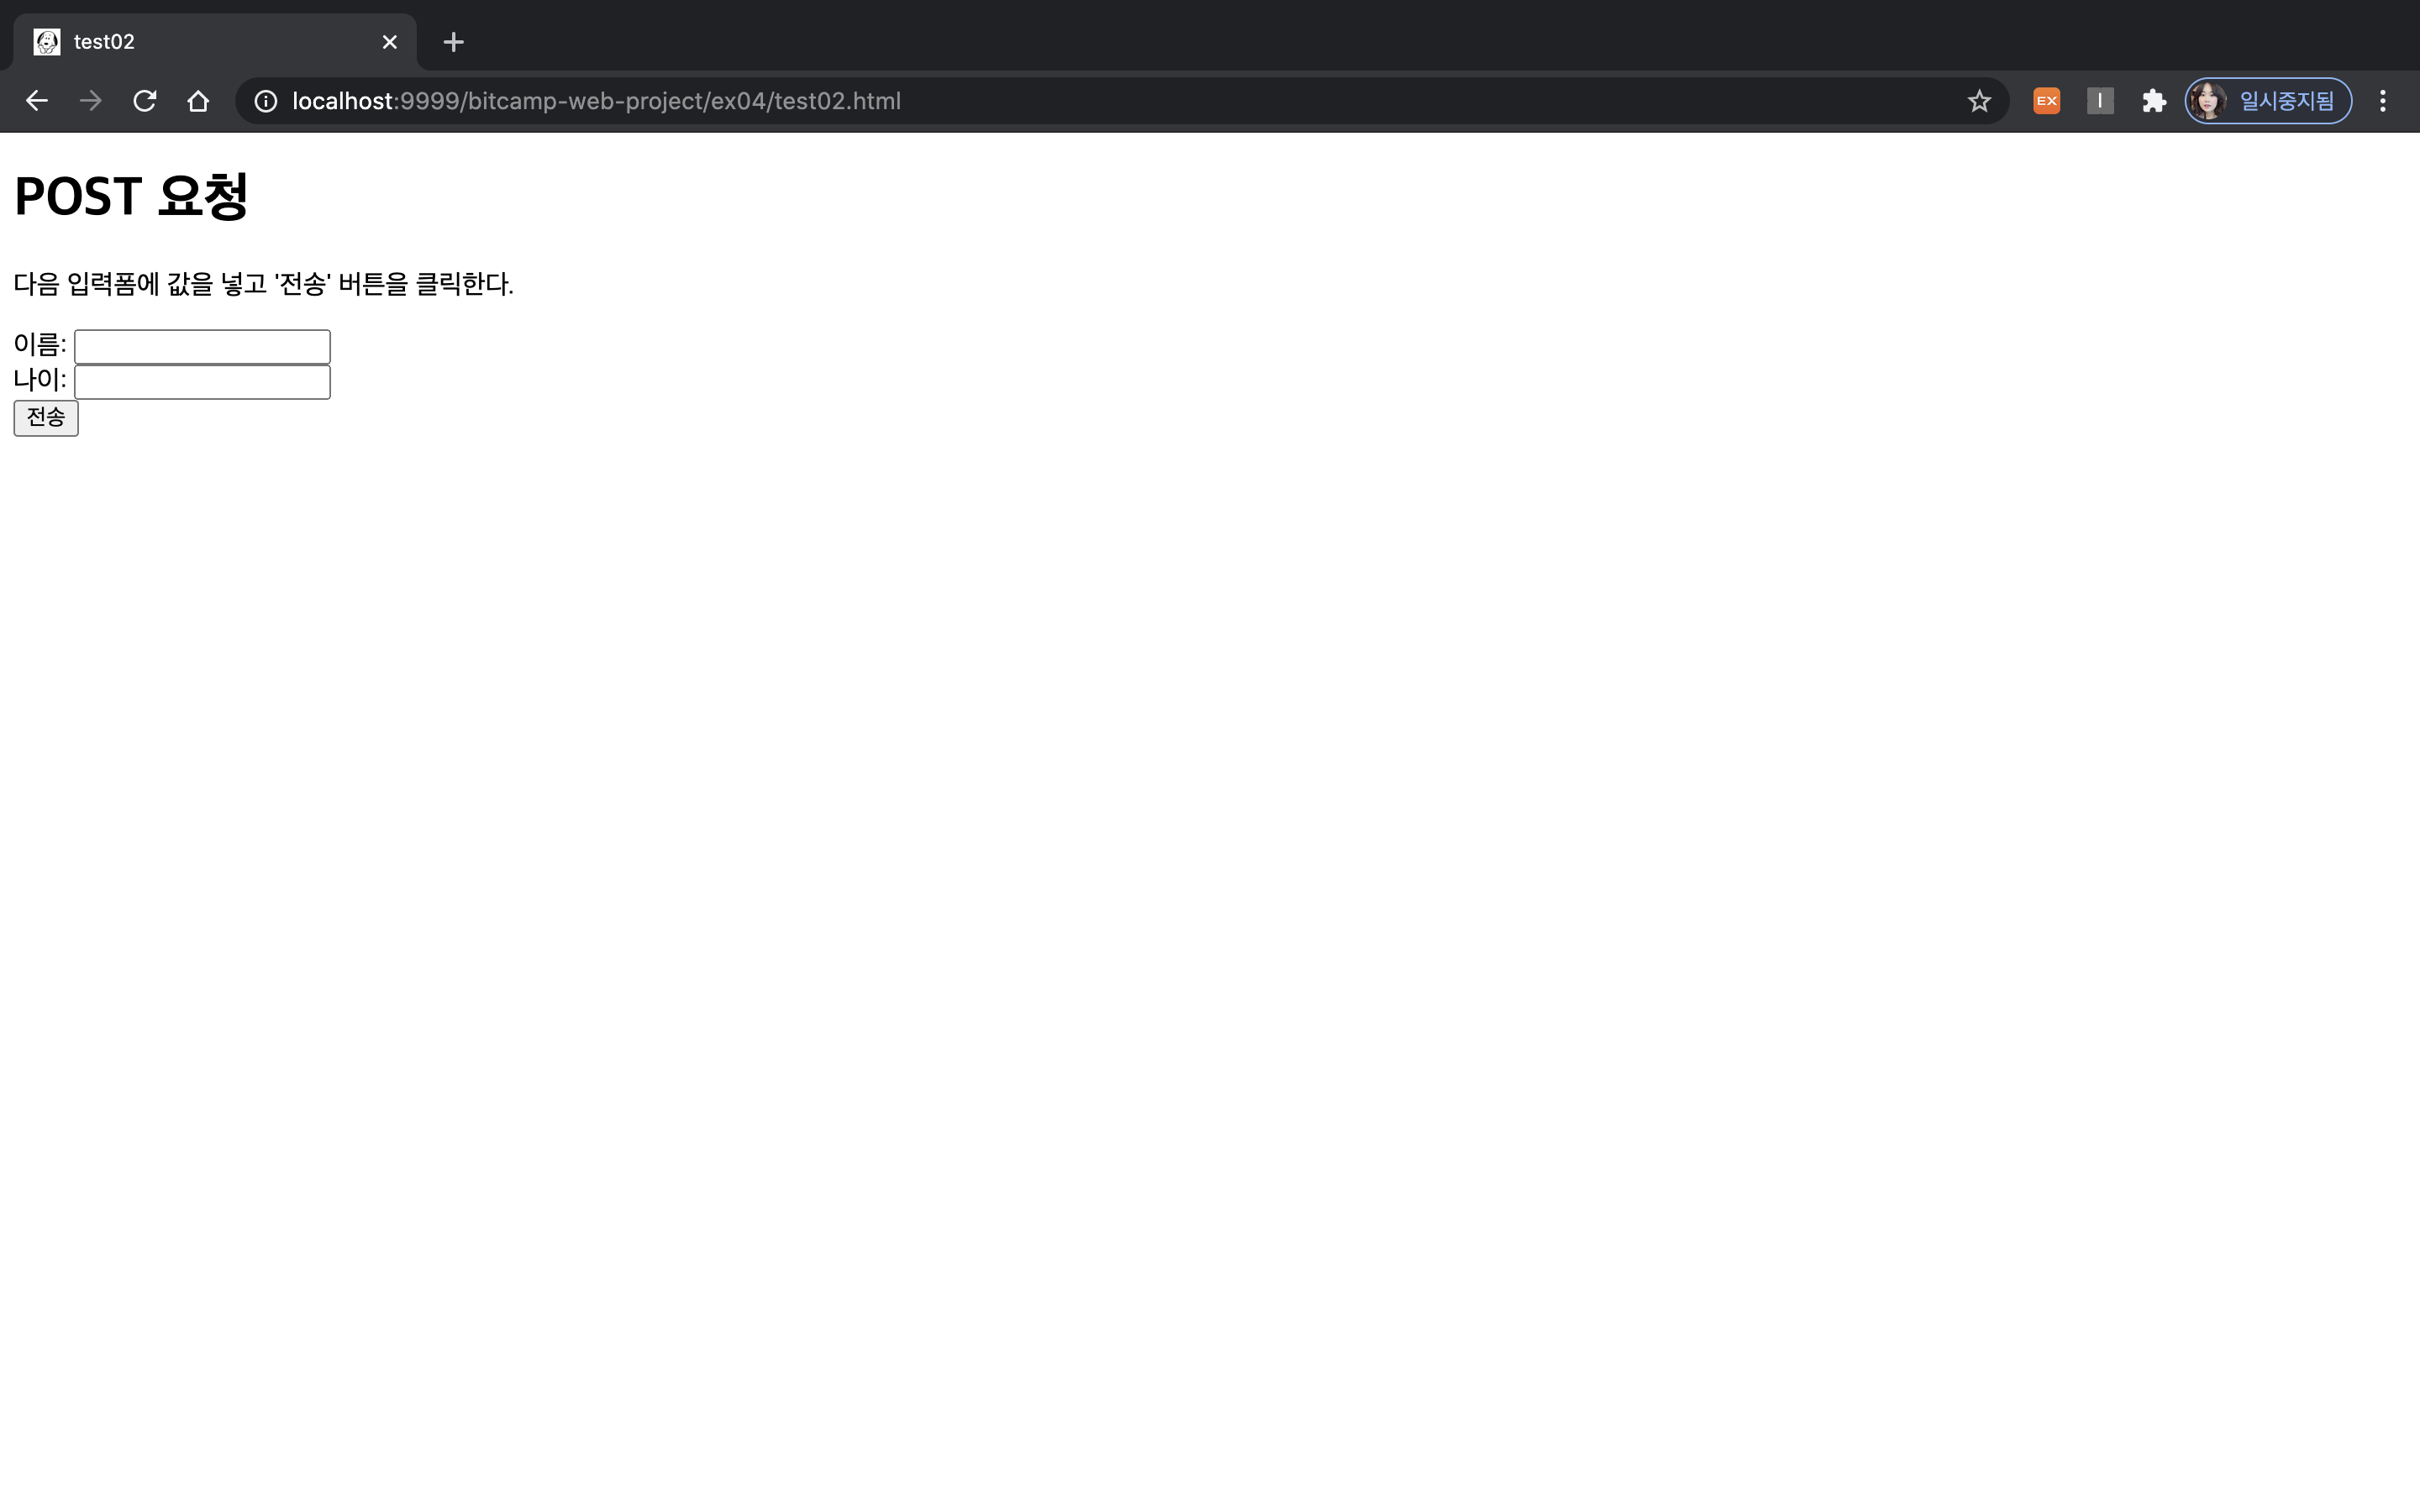 test02
localhost:9999/bitcamp-web-project/ex04/test02.html
EX
I
일시중지됨
POST 요청
다음 입력폼에 값을 넣고 '전송' 버튼을 클릭한다.
이름:
나이:
전송